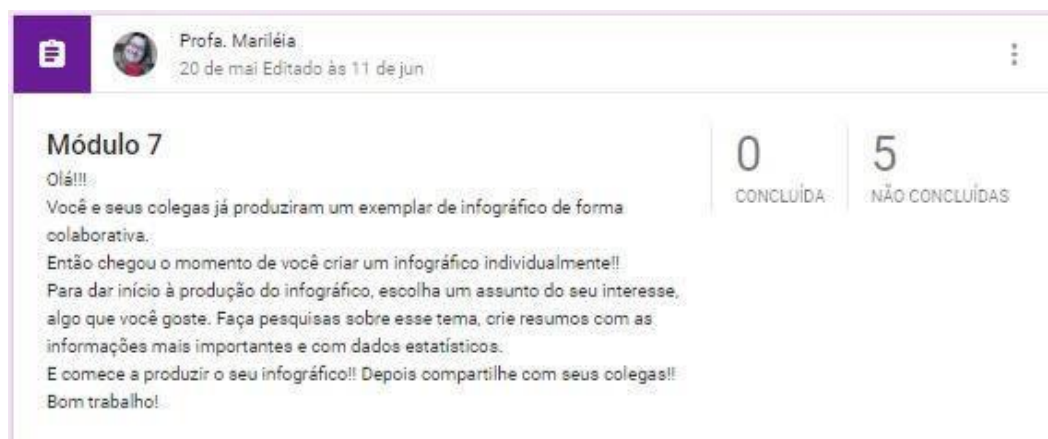 Profa. Mariléia
20 de mai Editado às 11 de jun
Módulo 7
Olá!!!
Você e seus colegas já produziram um exemplar de infográfico de forma
colaborativa.
Então chegou o momento de você criar um infográfico individualmente!!
Para dar início à produção do infográfico, escolha um assunto do seu interesse,
algo que você goste. Faça pesquisas sobre esse tema, crie resumos com as
informações mais importantes e com dados estatísticos.
E comece a produzir o seu infográfico!! Depois compartilhe com seus colegas!!
Bom trabalho!
0
CONCLUÍDA
5
NÃO CONCLUÍDAS